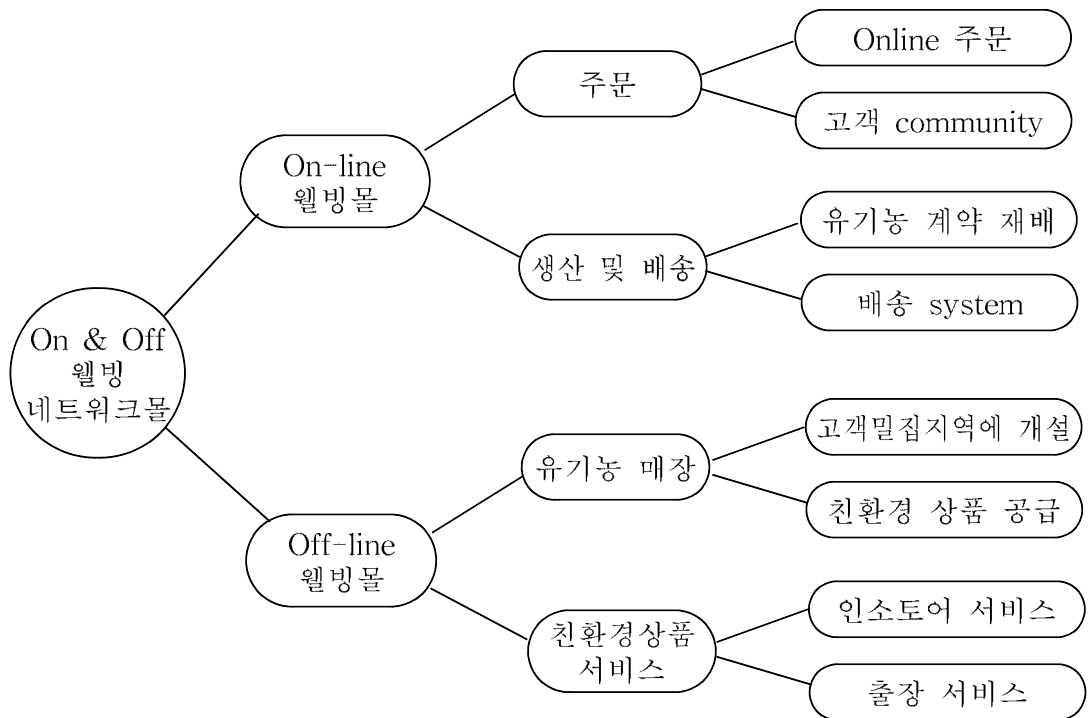 On & Off
웰빙
네트워크몰
On-line
웰빙몰
주문
Online 주문
고객 community
생산 및 배송
유기농 계약 재배
배송 system
Off-line
웰빙몰
유기농 매장
고객밀집지역에 개설
친환경 상품 공급
친환경상품
서비스
인소토어 서비스
출장 서비스